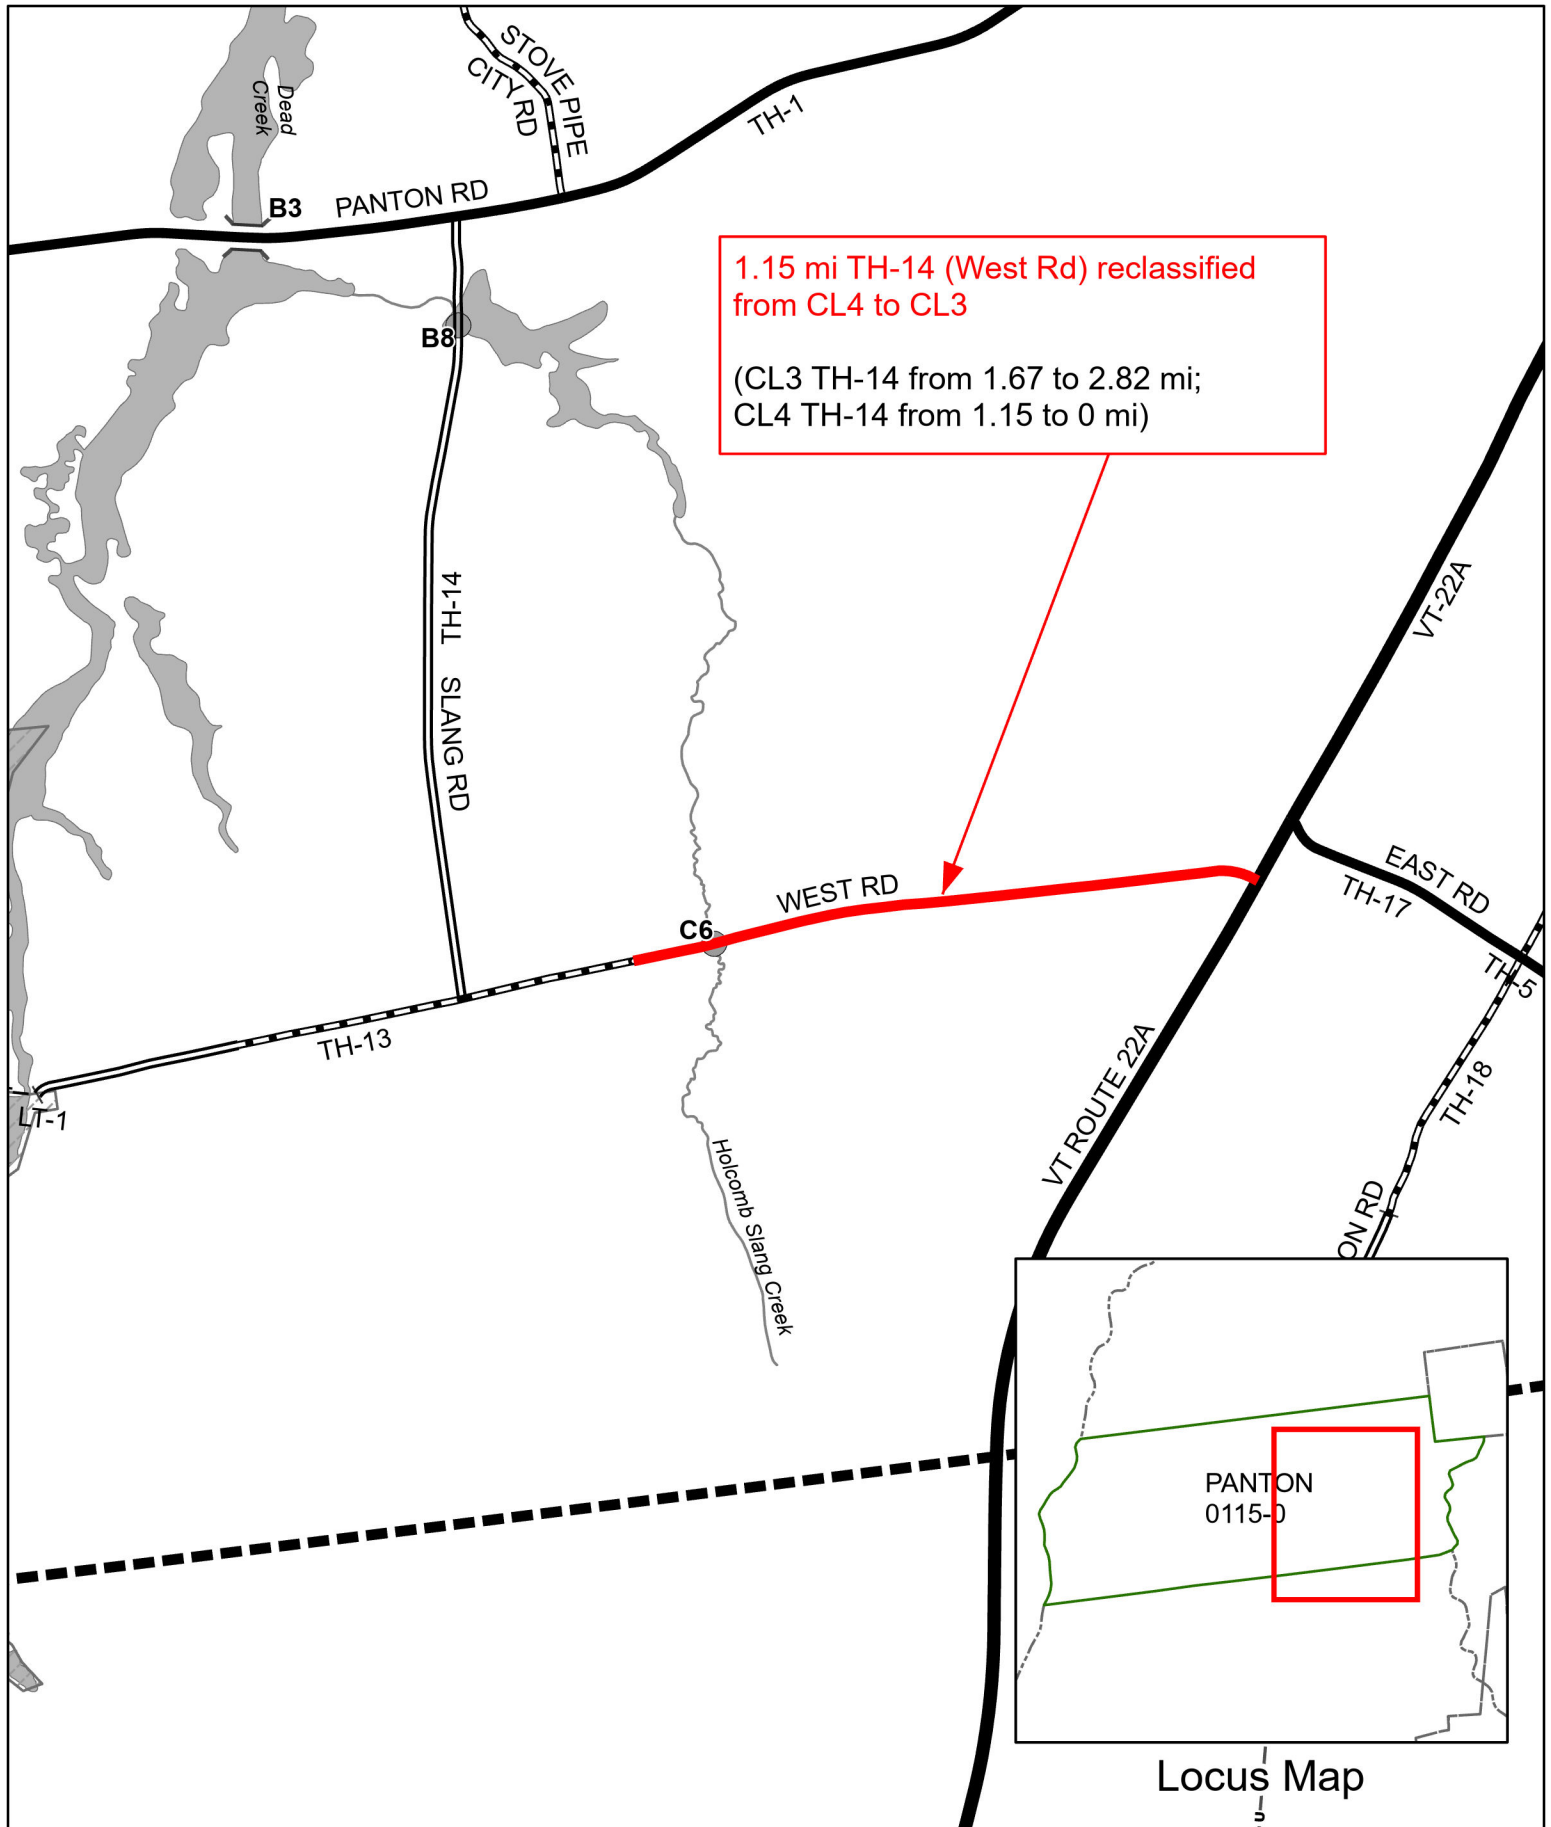 STOVE PIPE
CITY RD
Dead
Creek
TH-1
B3
PANTON RD
1.15 mi TH-14 (West Rd) reclassified
from CL4 to CL3
(CL3 TH-14 from 1.67 to 2.82 mi;
CL4 TH-14 from 1.15 to 0 mi)
B8
VT-22A
TH-14
SLANG RD
EAST RD
WEST RD
TH-17
C6
TH-5
TH-13
VT ROUTE 22A
TH-18
LT-1
Holcomb Slang Creek
ON RD
PANTON
0115-0
Locus Map